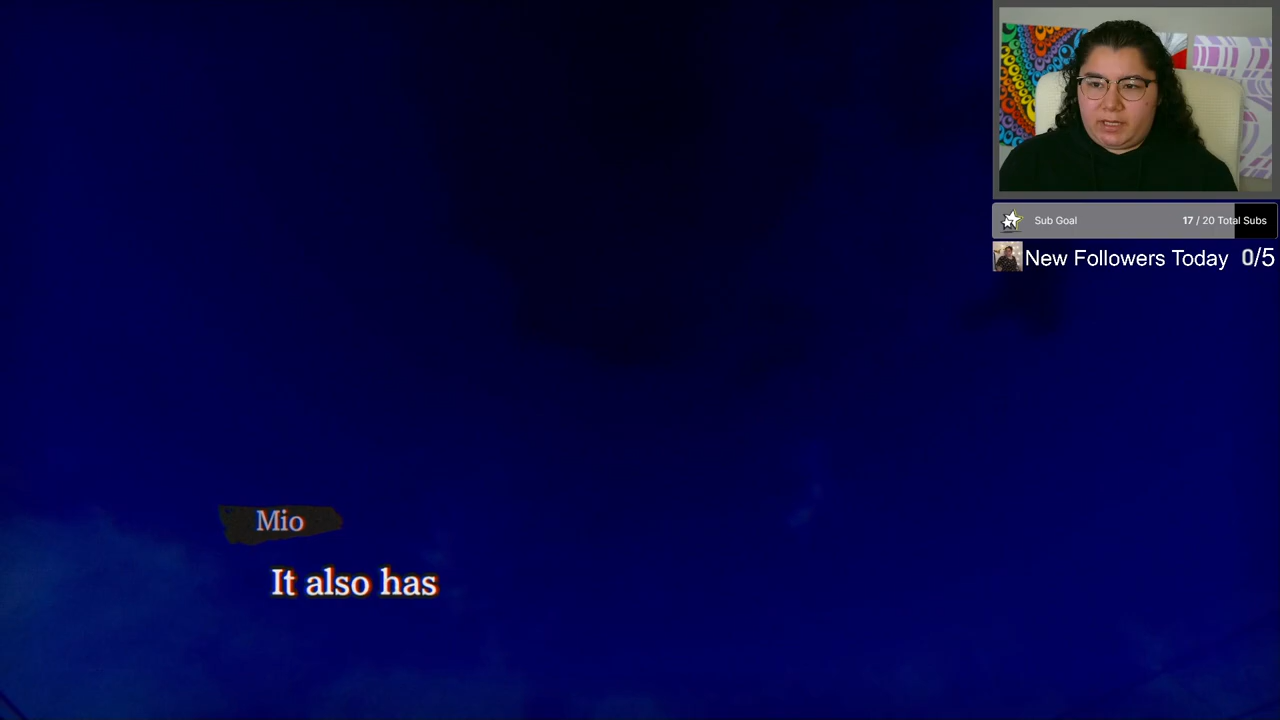 Sub Goal
17 / 20 Total Subs
New Followers Today 0/5
Mio
It also has